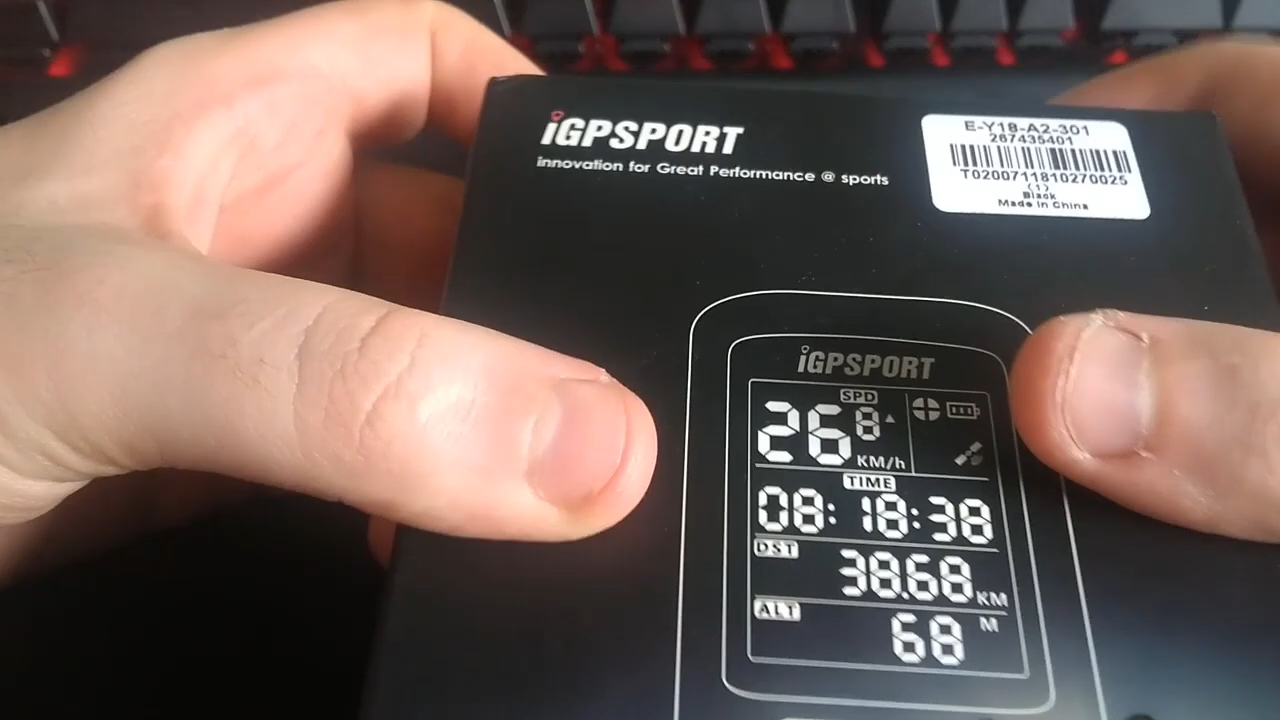 iGPSPORT
innovation for Great Performance @ sports
E-Y18-A2-301
267435401
T0200711810270025
(1)
Black
Made in China
iGPSPORT
SPD
268
KM/h
TIME
08:18:38
DST
38.68 KM
ALT
68 M